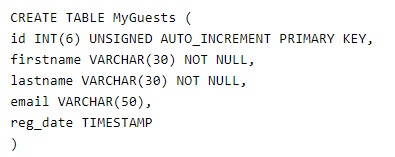 CREATE TABLE MyGuests (
id INT(6) UNSIGNED AUTO_INCREMENT PRIMARY KEY,
firstname VARCHAR(30) NOT NULL,
lastname VARCHAR(30) NOT NULL,
email VARCHAR(50),
reg_date TIMESTAMP
)